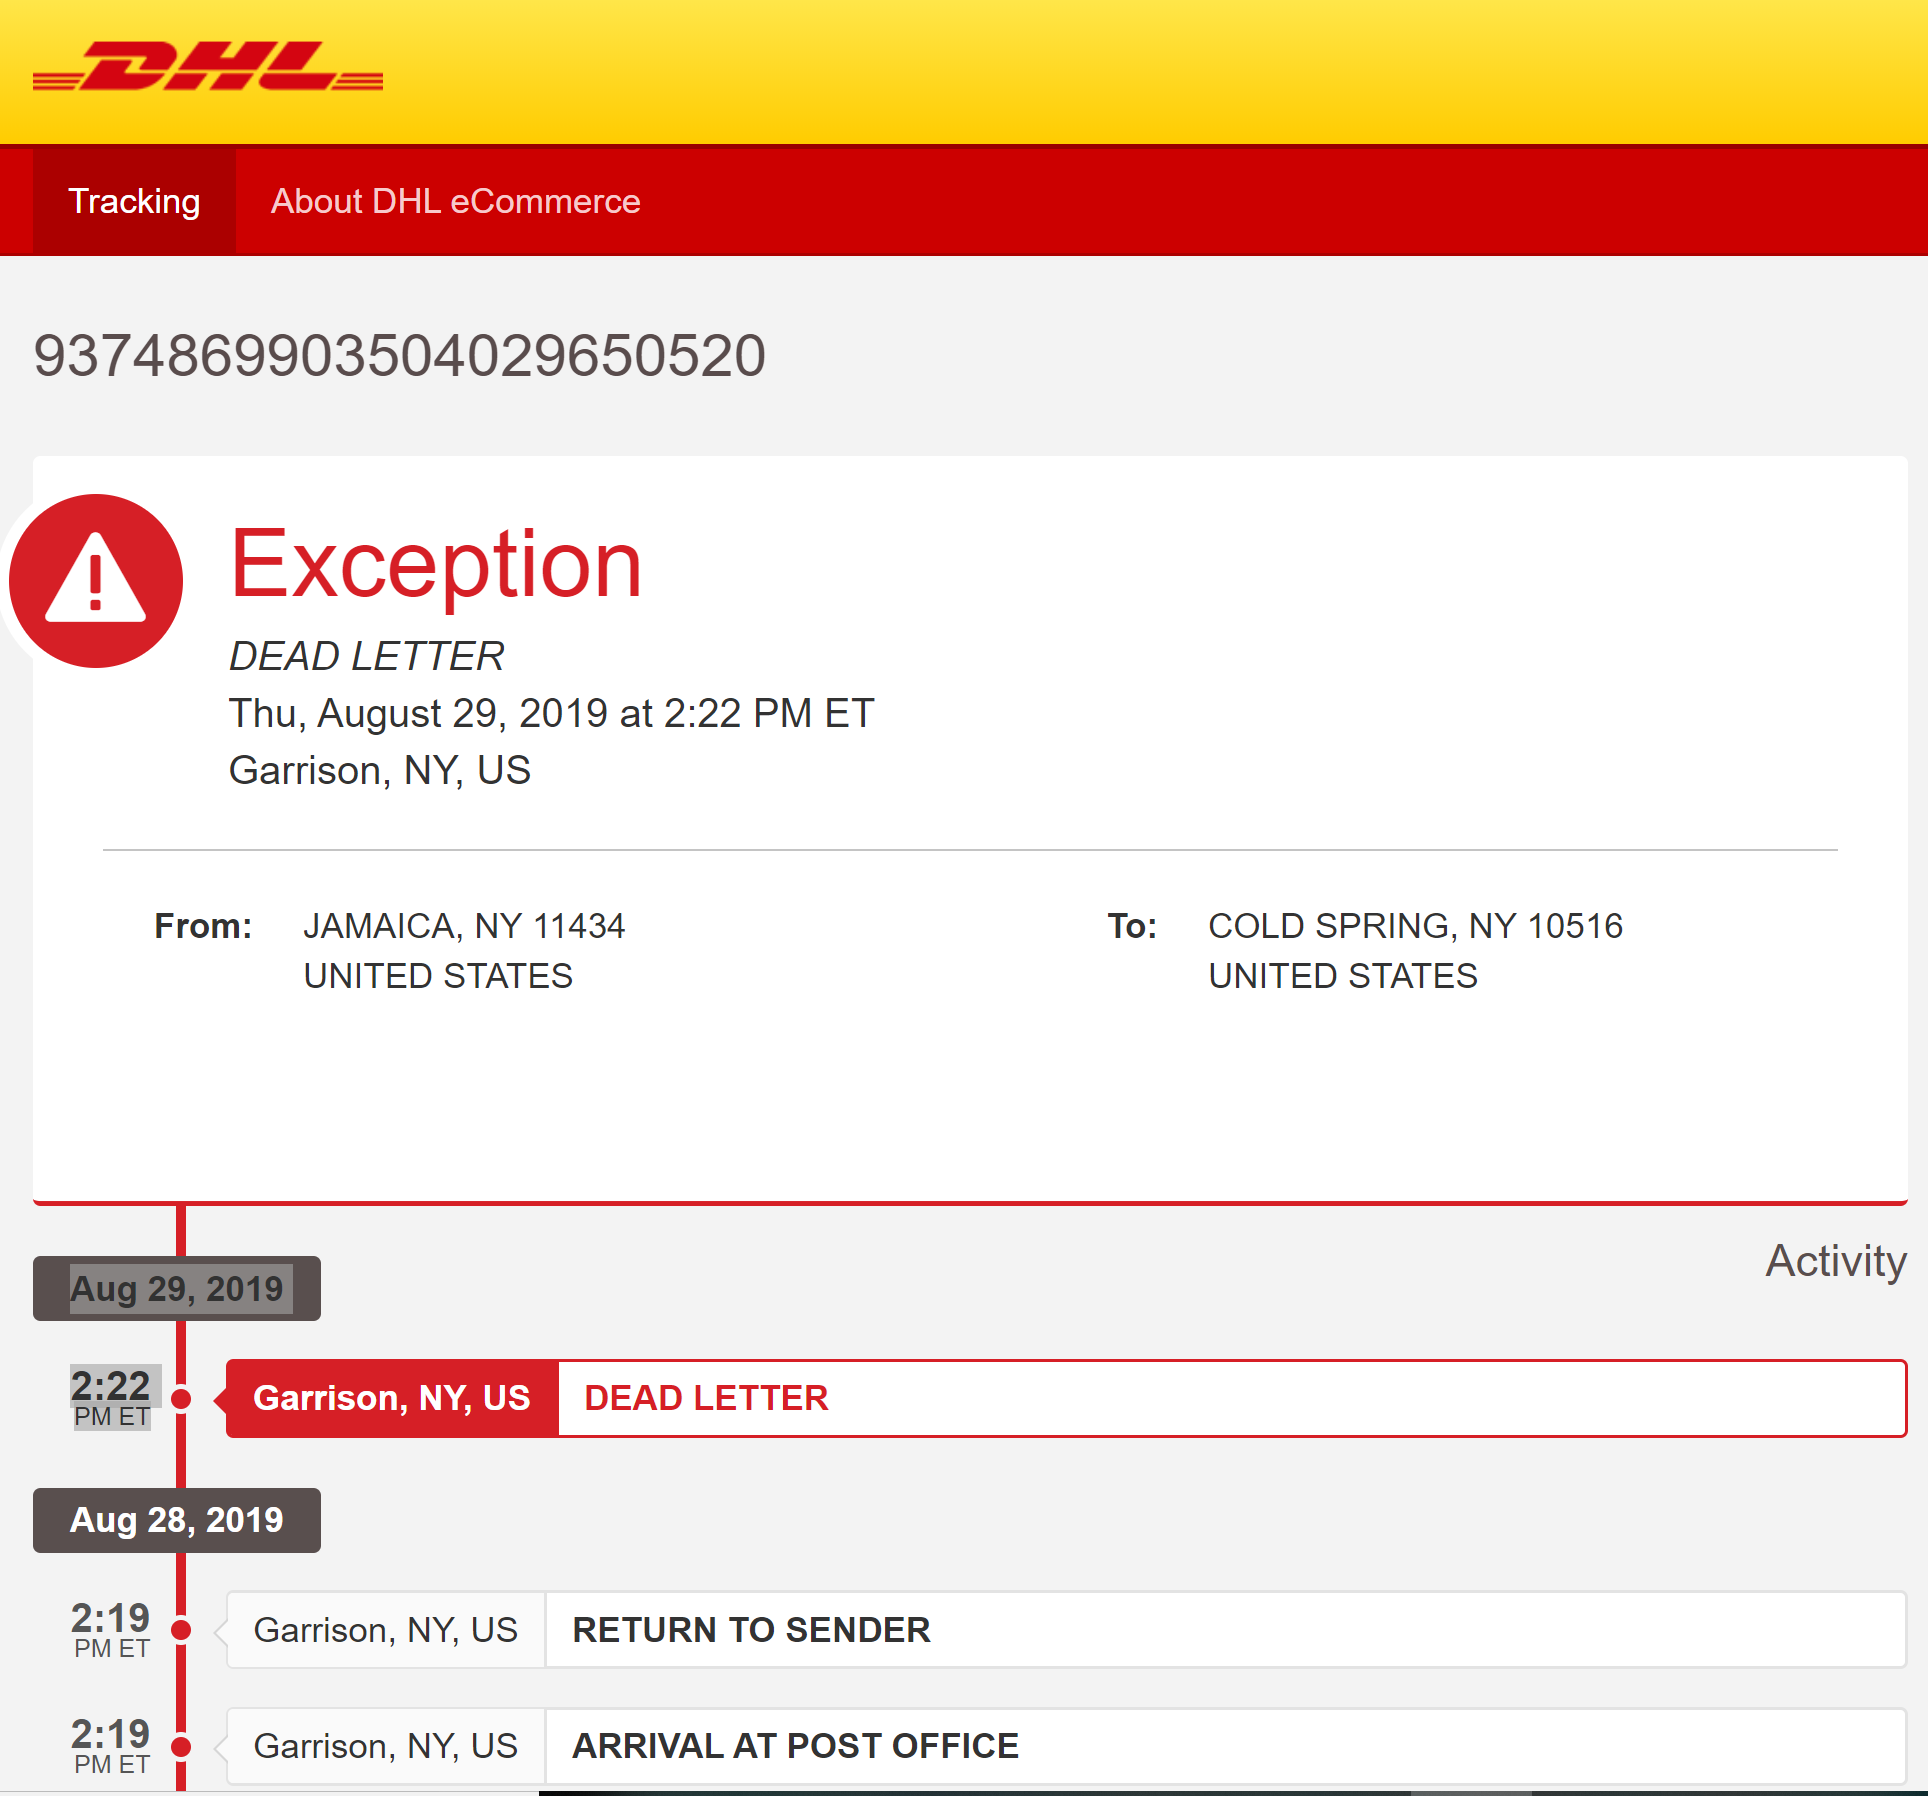 DHL
Tracking
About DHL eCommerce
9374869903504029650520
Exception
DEAD LETTER
Thu, August 29, 2019 at 2:22 PM ET
Garrison, NY, US
From:
JAMAICA, NY 11434
UNITED STATES
To:
COLD SPRING, NY 10516
UNITED STATES
Activity
Aug 29, 2019
2:22
PM ET
Garrison, NY, US
DEAD LETTER
Aug 28, 2019
2:19
PM ET
Garrison, NY, US
RETURN TO SENDER
2:19
PM ET
Garrison, NY, US
ARRIVAL AT POST OFFICE